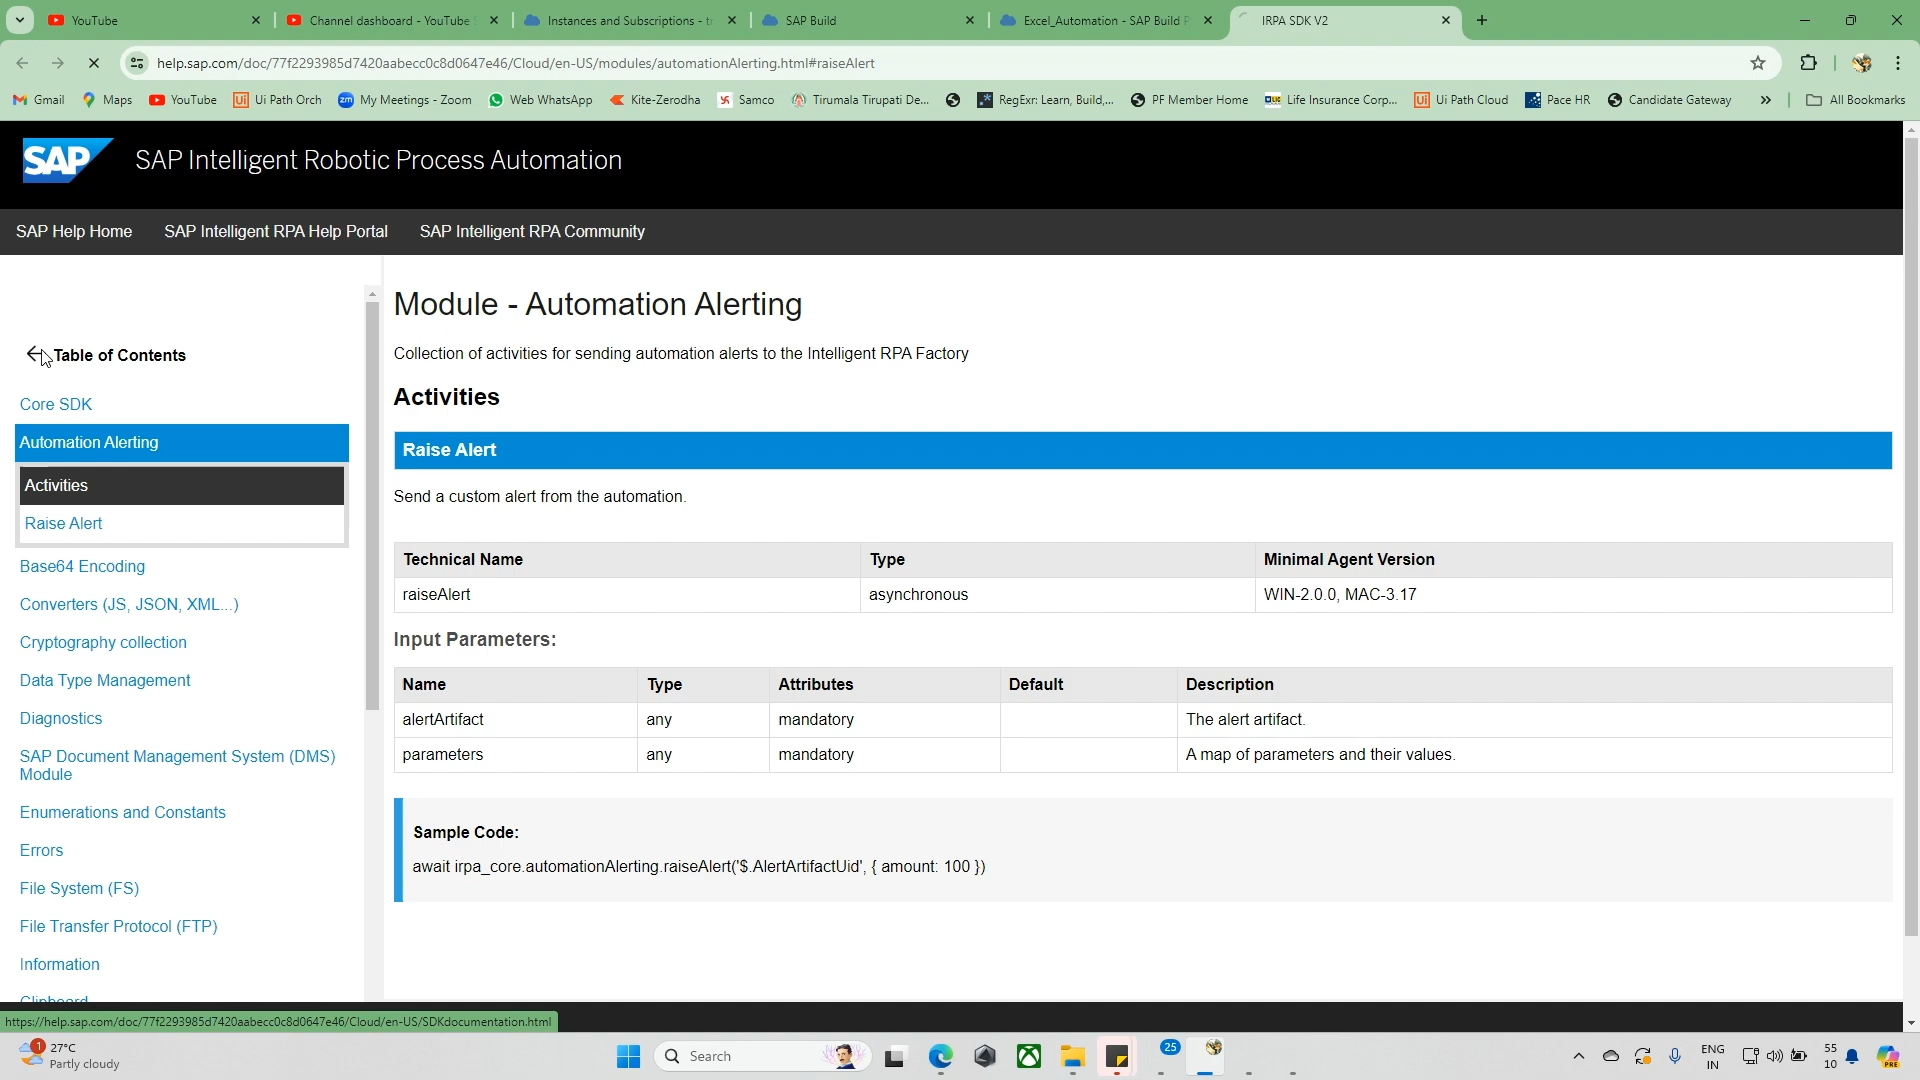 YouTube
Channel dashboard - YouTube S
Instances and Subscriptions - tr
SAP Build
Excel_Automation - SAP Build P
IRPA SDK V2
help.sap.com/doc/77f2293985d7420aabecc0c8d0647e46/Cloud/en-US/modules/automationAlerting.html#raiseAlert
Gmail
Maps
YouTube
Ui Path Orch
My Meetings - Zoom
Web WhatsApp
Kite-Zerodha
Samco
Tirumala Tirupati De...
RegExr: Learn, Build,...
PF Member Home
Life Insurance Corp...
Ui Path Cloud
Pace HR
Candidate Gateway
»
All Bookmarks
SAP
SAP Intelligent Robotic Process Automation
SAP Help Home
SAP Intelligent RPA Help Portal
SAP Intelligent RPA Community
Table of Contents
Core SDK
Automation Alerting
Activities
Raise Alert
Base64 Encoding
Converters (JS, JSON, XML...)
Cryptography collection
Data Type Management
Diagnostics
SAP Document Management System (DMS)
Module
Enumerations and Constants
Errors
File System (FS)
File Transfer Protocol (FTP)
Information
Clipboard
Module - Automation Alerting
Collection of activities for sending automation alerts to the Intelligent RPA Factory
Activities
Raise Alert
Send a custom alert from the automation.
Technical Name Type Minimal Agent Version
raiseAlert asynchronous WIN-2.0.0, MAC-3.17
Input Parameters:
Name Type Attributes Default Description
alertArtifact any mandatory The alert artifact.
parameters any mandatory A map of parameters and their values.
Sample Code:
await irpa_core.automationAlerting.raiseAlert('$.AlertArtifactUid', { amount: 100 })
https://help.sap.com/doc/77f2293985d7420aabecc0c8d0647e46/Cloud/en-US/SDKdocumentation.html
1
27°C
Partly cloudy
Search
25
ENG
IN
55
10
PRE